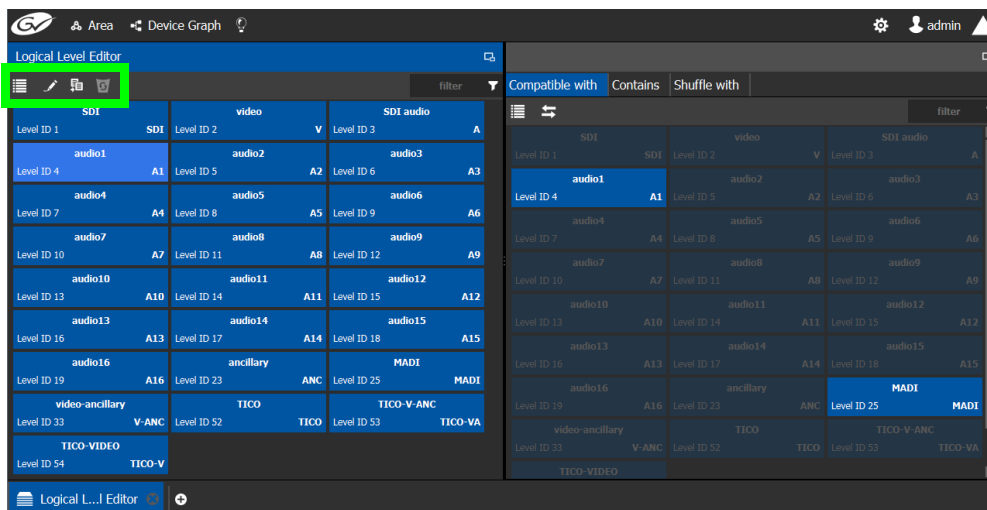 GV Area Device Graph admin
Logical Level Editor
filter
SDI video SDI audio
Level ID 1 SDI Level ID 2 V Level ID 3 A
audio1 audio2 audio3
Level ID 4 A1 Level ID 5 A2 Level ID 6 A3
audio4 audio5 audio6
Level ID 7 A4 Level ID 8 A5 Level ID 9 A6
audio7 audio8 audio9
Level ID 10 A7 Level ID 11 A8 Level ID 12 A9
audio10 audio11 audio12
Level ID 13 A10 Level ID 14 A11 Level ID 15 A12
audio13 audio14 audio15
Level ID 16 A13 Level ID 17 A14 Level ID 18 A15
audio16 ancillary MADI
Level ID 19 A16 Level ID 23 ANC Level ID 25 MADI
video-ancillary TICO TICO-V-ANC
Level ID 33 V-ANC Level ID 52 TICO Level ID 53 TICO-VA
TICO-VIDEO
Level ID 54 TICO-V
Compatible with Contains Shuffle with
filter
SDI video SDI audio
Level ID 1 SDI Level ID 2 V Level ID 3 A
audio1 audio2 audio3
Level ID 4 A1 Level ID 5 A2 Level ID 6 A3
audio4 audio5 audio6
Level ID 7 A4 Level ID 8 A5 Level ID 9 A6
audio7 audio8 audio9
Level ID 10 A7 Level ID 11 A8 Level ID 12 A9
audio10 audio11 audio12
Level ID 13 A10 Level ID 14 A11 Level ID 15 A12
audio13 audio14 audio15
Level ID 16 A13 Level ID 17 A14 Level ID 18 A15
audio16 ancillary MADI
Level ID 19 A16 Level ID 23 ANC Level ID 25 MADI
video-ancillary TICO TICO-V-ANC
Level ID 33 V-ANC Level ID 52 TICO Level ID 53 TICO-VA
TICO-VIDEO
Logical L...l Editor